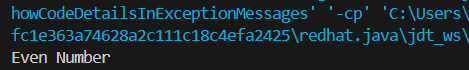 howCodeDetailsInExceptionMessages' '-cp' 'C:\Users\
fc1e363a74628a2c111c18c4efa2425\redhat.java\jdt_ws\
Even Number